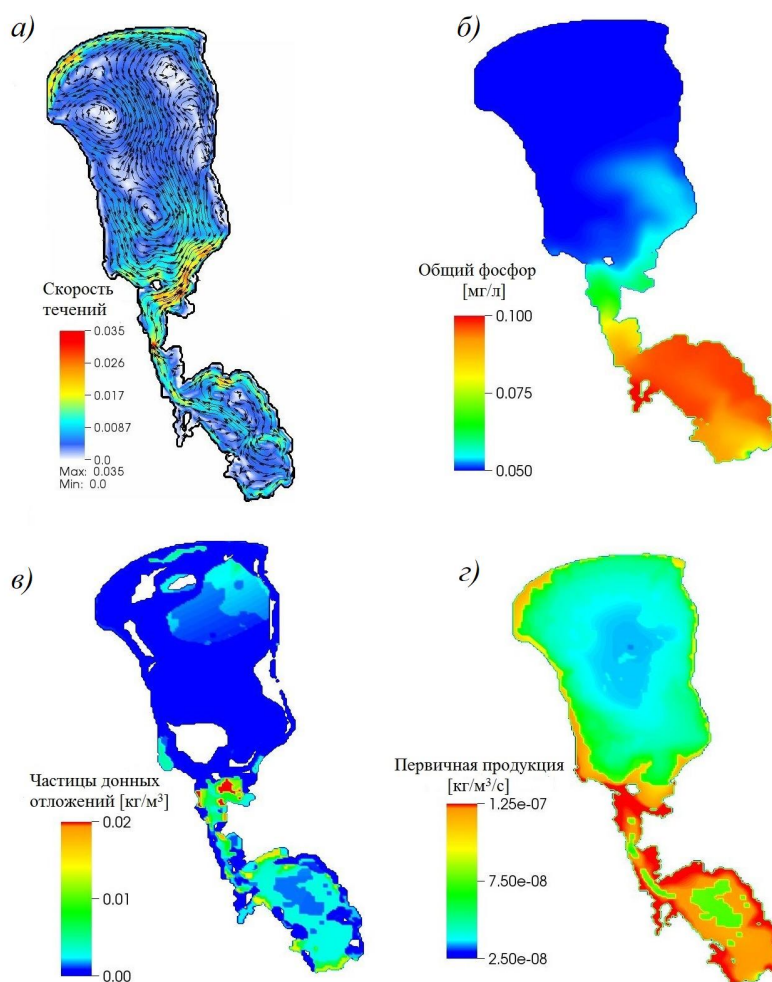 а)
Скорость
течений
0.035
0.026
0.017
0.0087
0.0
Max: 0.035
Min: 0.0
б)
Общий фосфор
[мг/л]
0.100
0.075
0.050
в)
Частицы донных
отложений [кг/м³]
0.02
0.01
0.00
г)
Первичная продукция
[кг/м³/с]
1.25e-07
7.50e-08
2.50e-08